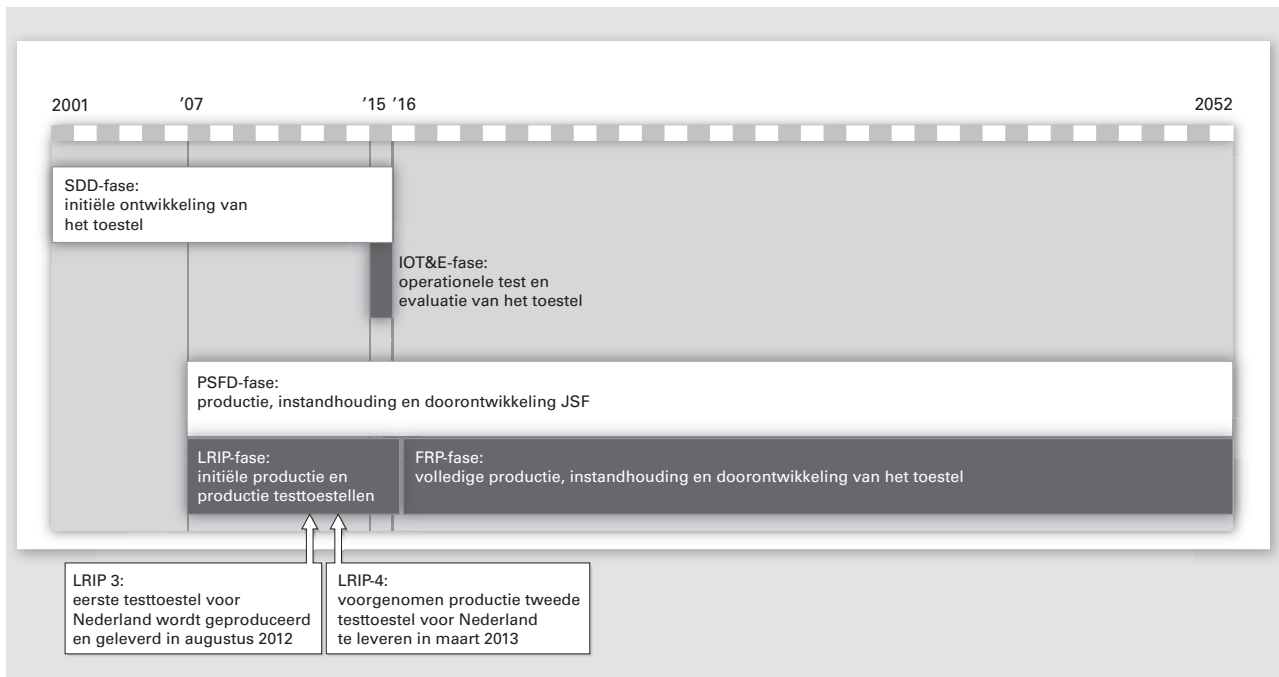 2001 '07 '15 '16 2052
SDD-fase:
initiële ontwikkeling van
het toestel
IOT&E-fase:
operationele test en
evaluatie van het toestel
PSFD-fase:
productie, instandhouding en doorontwikkeling JSF
LRIP-fase:
initiële productie en
productie testtoestellen
FRP-fase:
volledige productie, instandhouding en doorontwikkeling van het toestel
LRIP 3:
eerste testtoestel voor
Nederland wordt geproduceerd
en geleverd in augustus 2012
LRIP-4:
voorgenomen productie tweede
testtoestel voor Nederland
te leveren in maart 2013